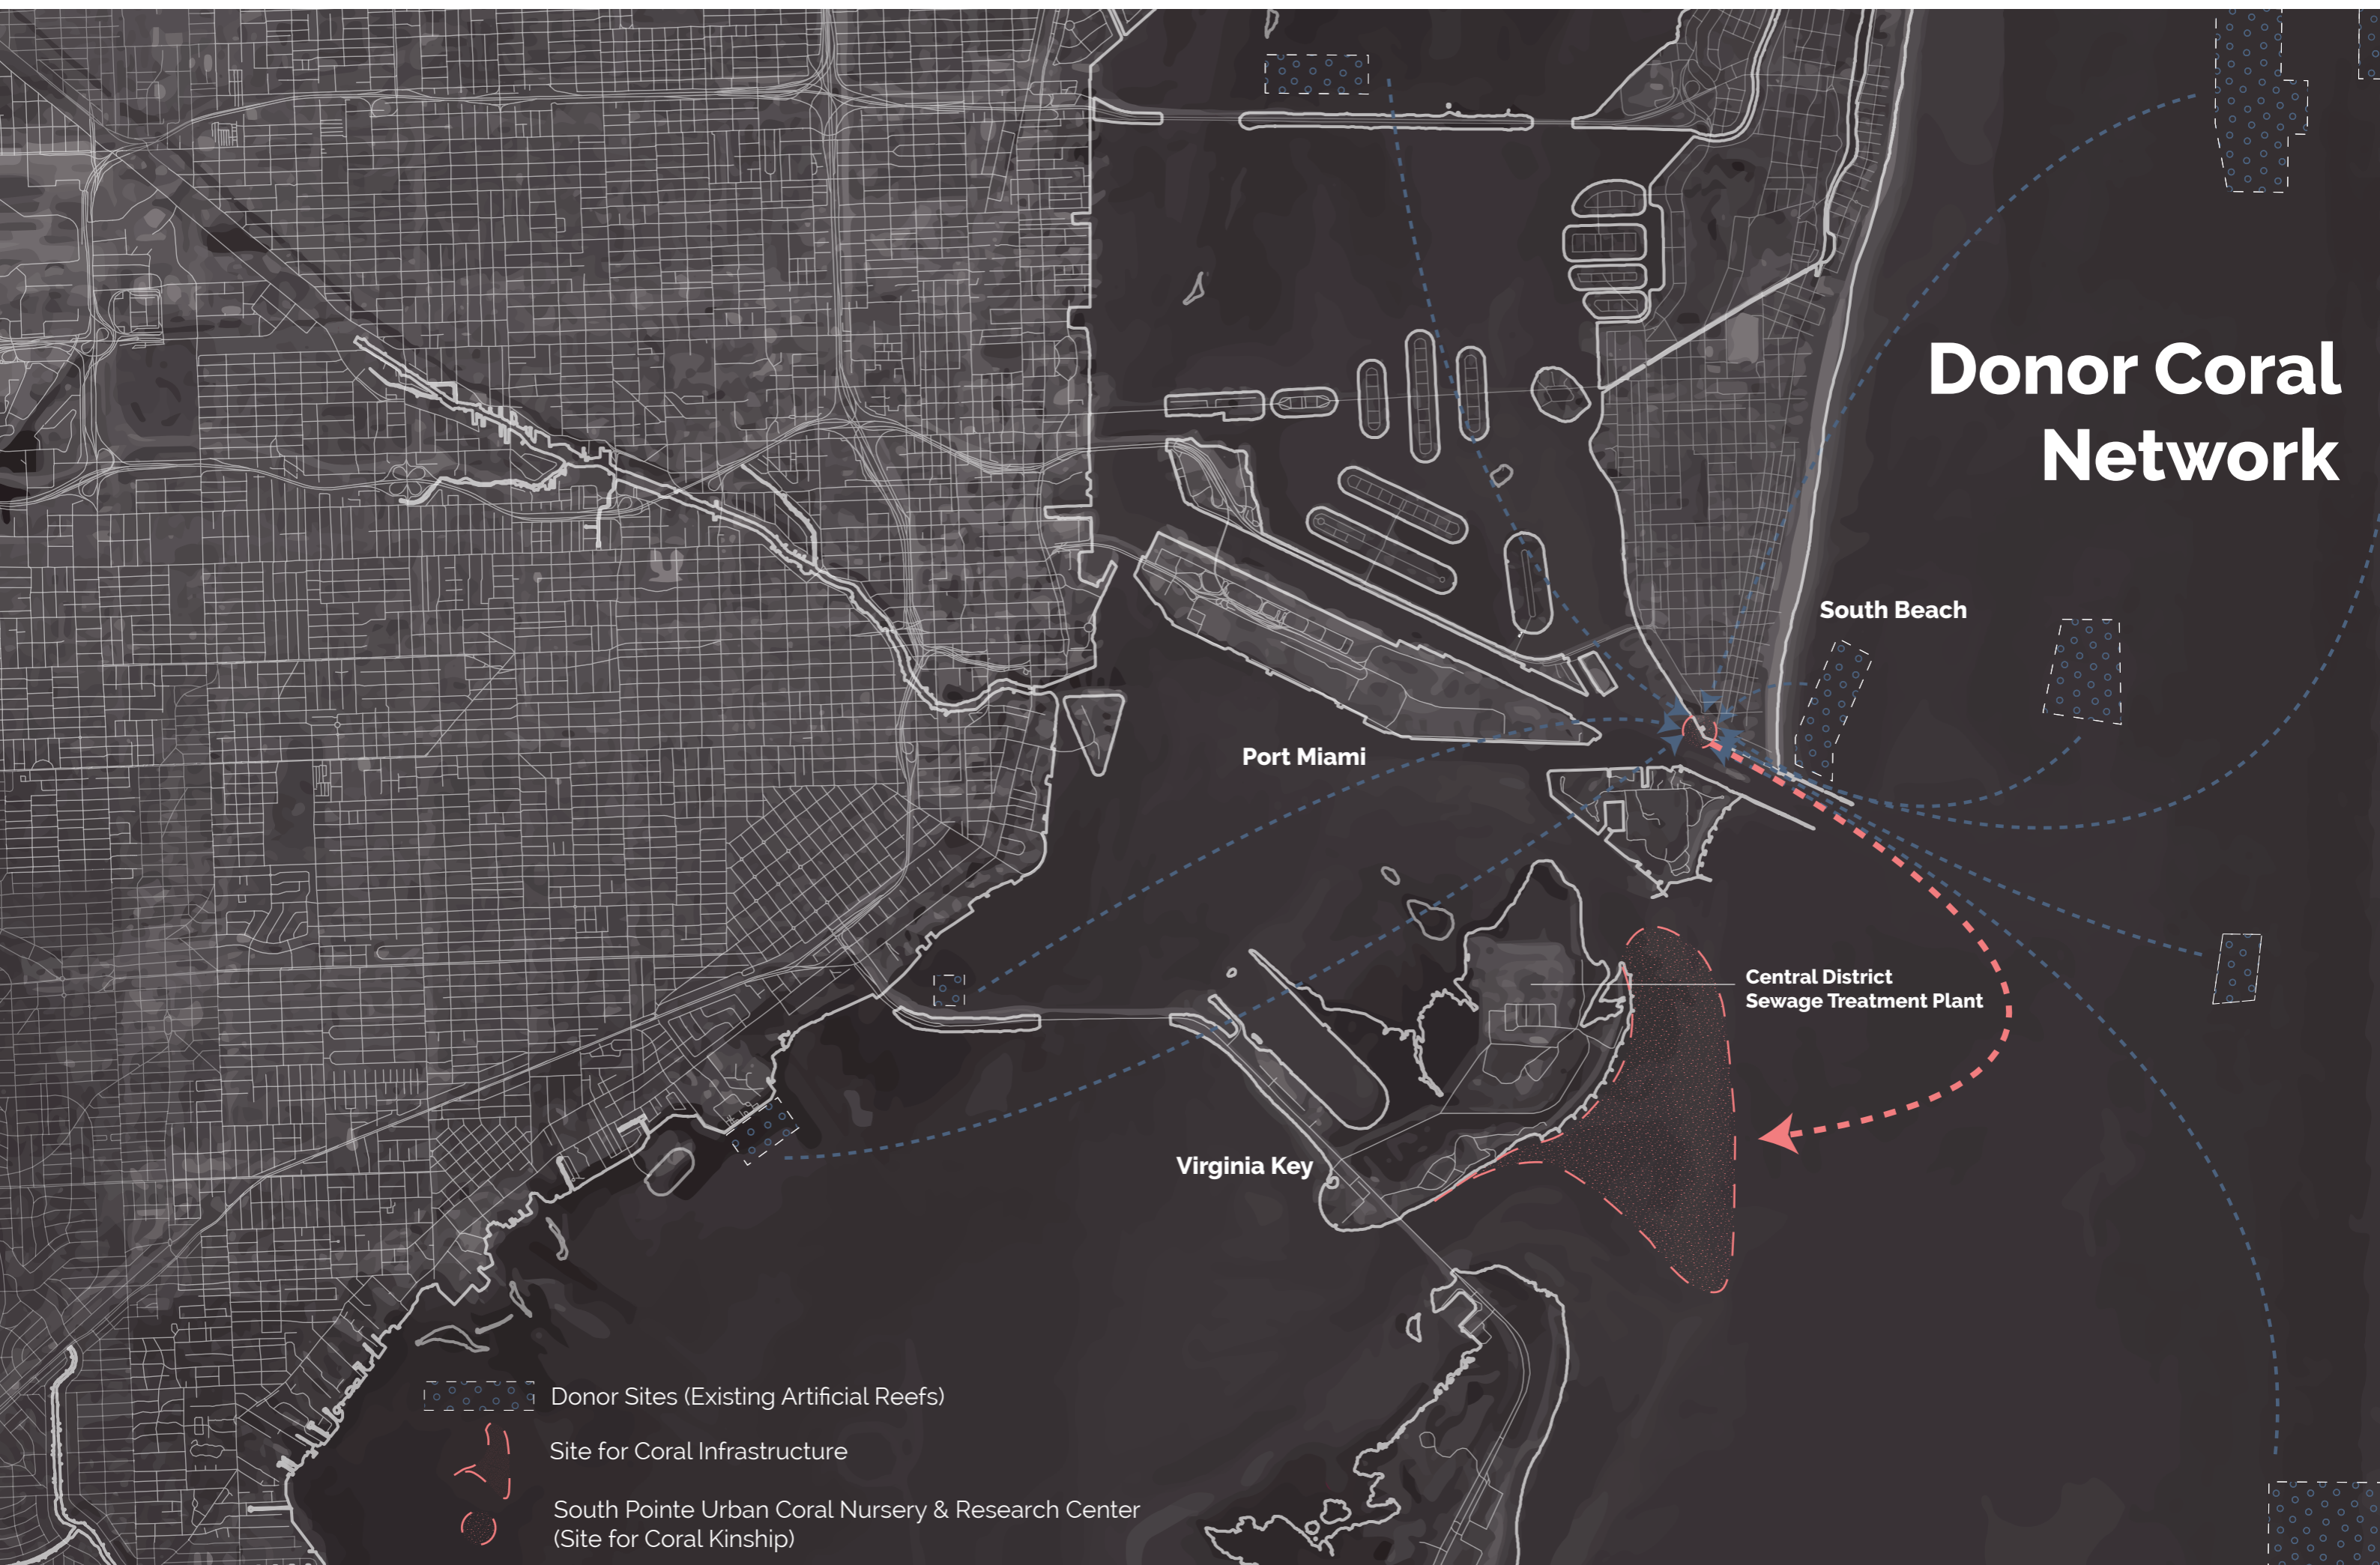 Donor Coral
Network
South Beach
Port Miami
Central District
Sewage Treatment Plant
Virginia Key
Donor Sites (Existing Artificial Reefs)
Site for Coral Infrastructure
South Pointe Urban Coral Nursery & Research Center
(Site for Coral Kinship)